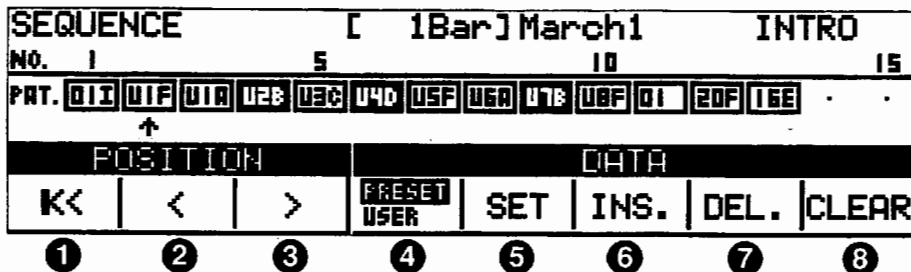 SEQUENCE [ 1Bar] March1 INTRO
NO. 1 5 10 15
PAT. 01I U1F U1A U2B U3C U4D U5F U6A U7B U8F 01 20F 16E · ·
↑
POSITION DATA
K< < > PRESET USER SET INS. DEL. CLEAR
1 2 3 4 5 6 7 8